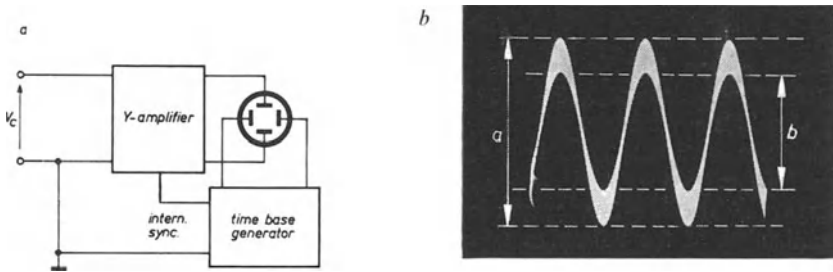 a
V_c
Y-amplifier
intern.
sync.
time base
generator
b
a
b